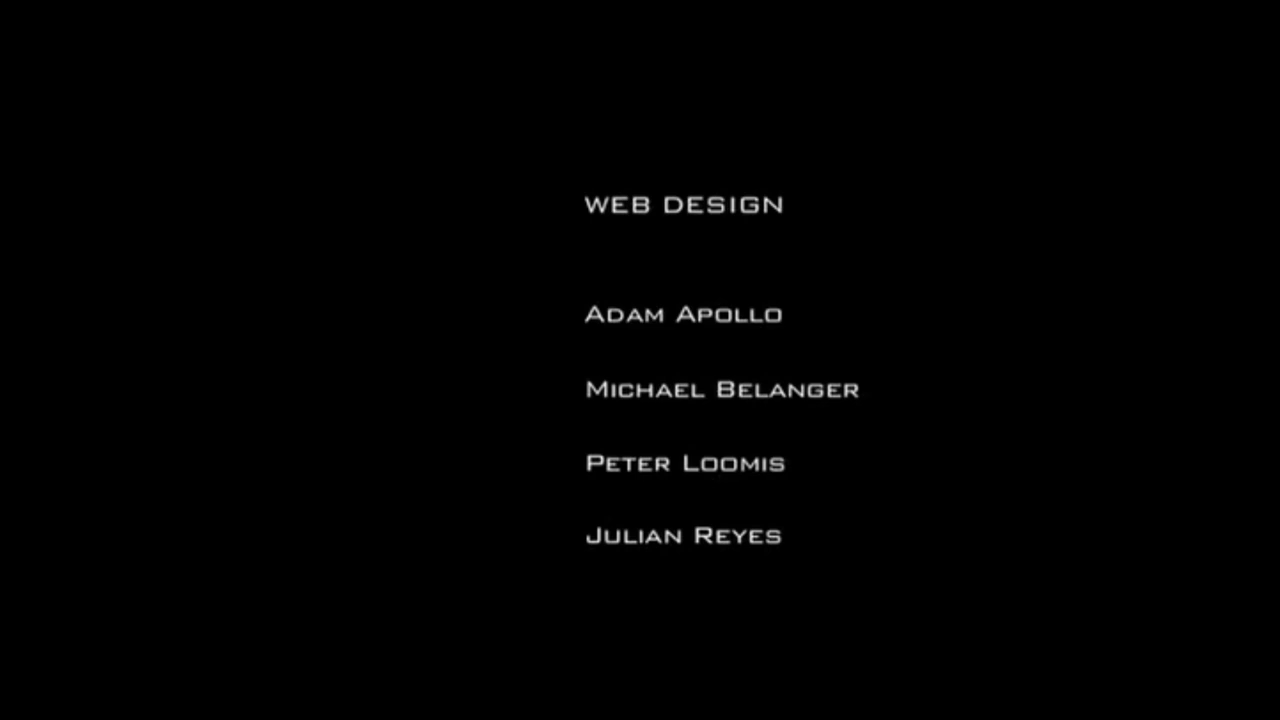 WEB DESIGN
ADAM APOLLO
MICHAEL BELANGER
PETER LOOMIS
JULIAN REYES